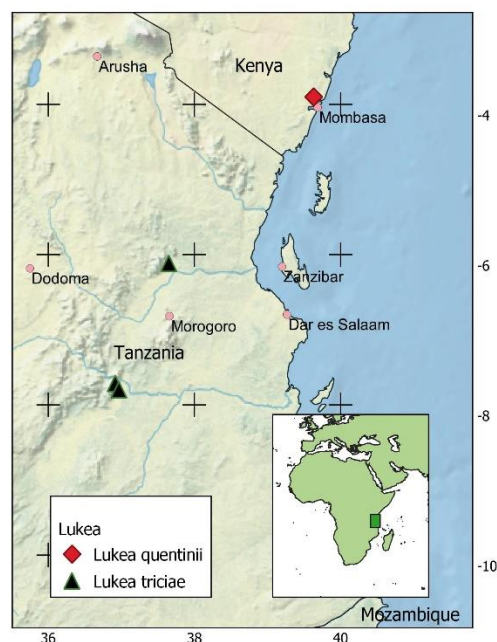 Arusha
Kenya
-4
Mombasa
-6
Dodoma
Zanzibar
Morogoro
Dar es Salaam
Tanzania
-8
Lukea
Lukea quentinii
Lukea triciae
-10
Mozambique
36
38
40